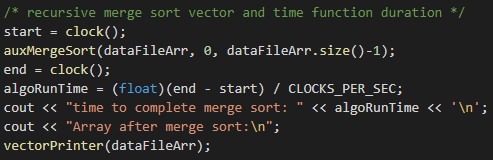 /* recursive merge sort vector and time function duration */
start = clock();
auxMergeSort(dataFileArr, 0, dataFileArr.size()-1);
end = clock();
algoRunTime = (float)(end - start) / CLOCKS_PER_SEC;
cout << "time to complete merge sort: " << algoRunTime << '\n';
cout << "Array after merge sort:\n";
vectorPrinter(dataFileArr);